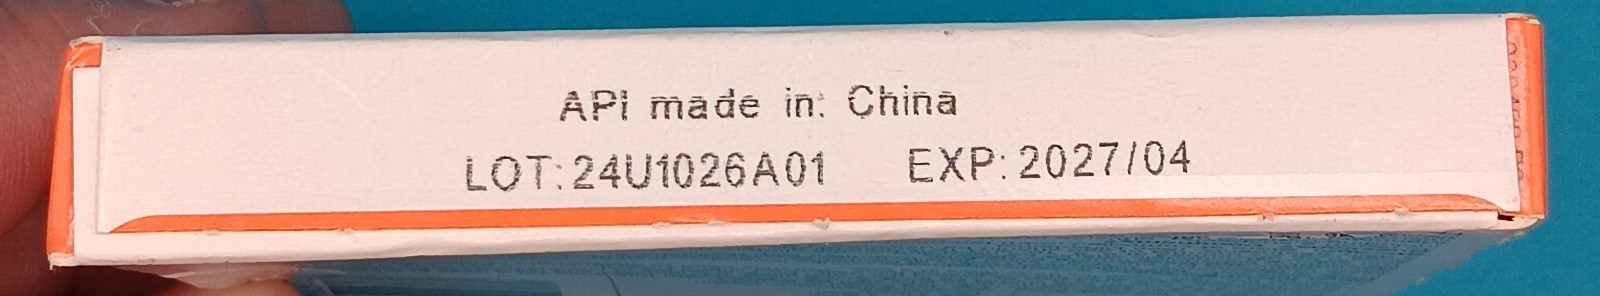 API made in: China
LOT:24U1026A01 EXP:2027/04